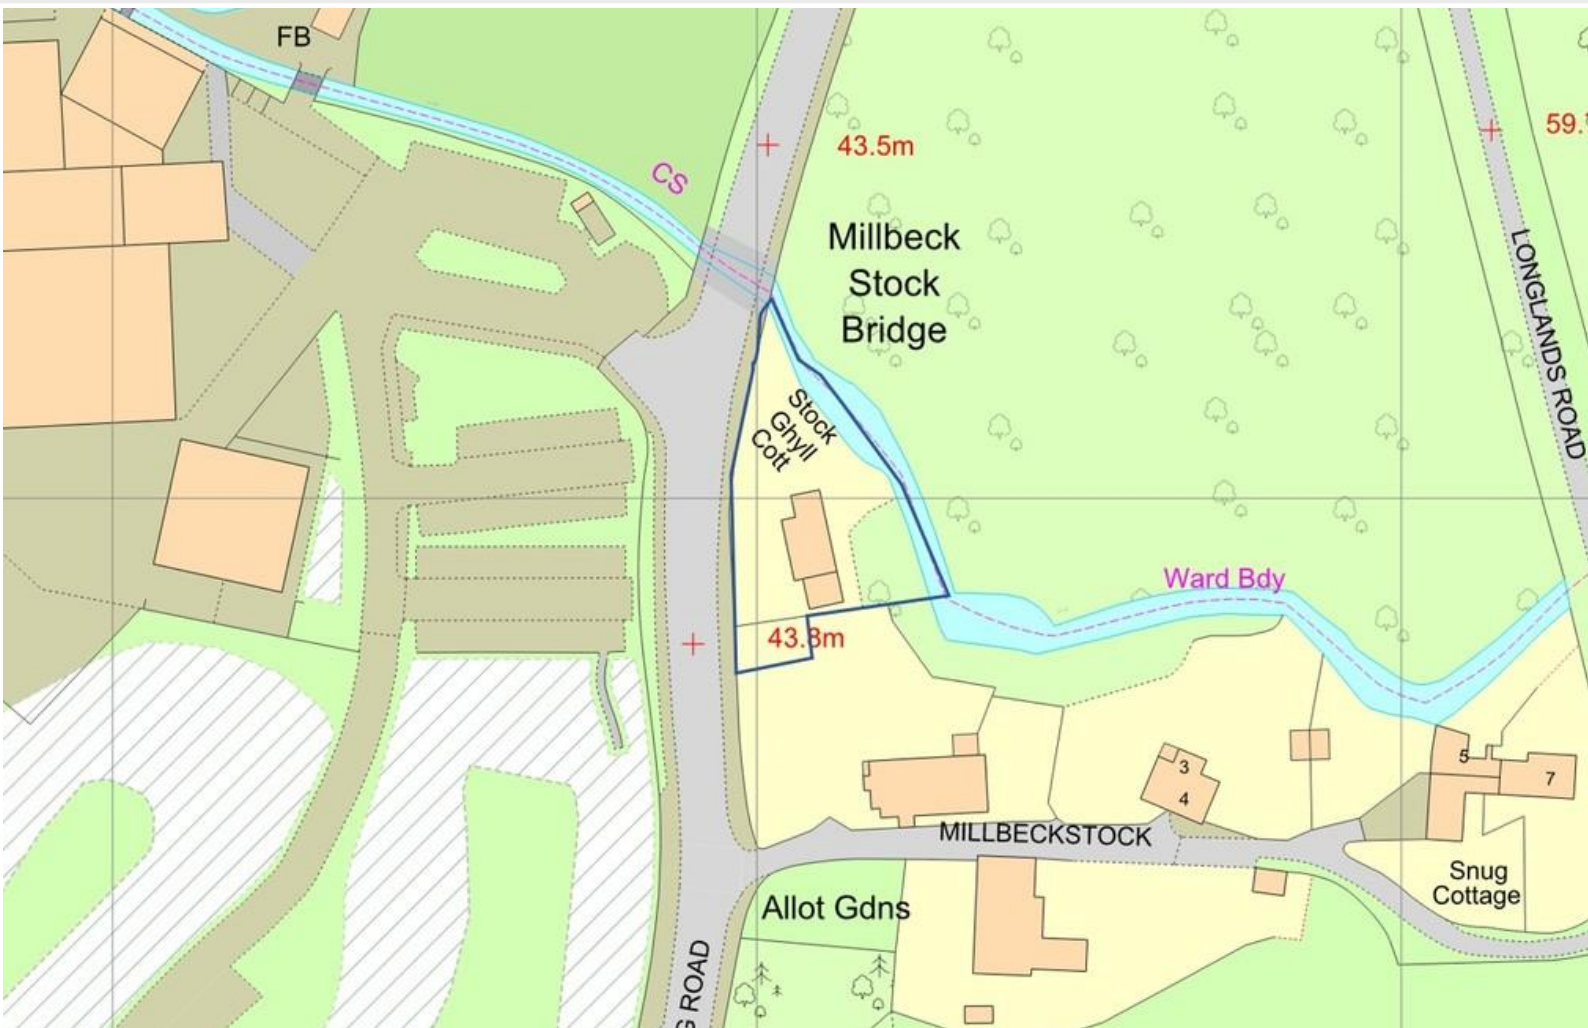 FB
CS
43.5m
59.
Millbeck
Stock
Bridge
LONGLANDS ROAD
Stock
Ghyll
Cott
Ward Bdy
43.8m
5
7
3
4
MILLBECKSTOCK
Snug
Cottage
Allot Gdns
G ROAD